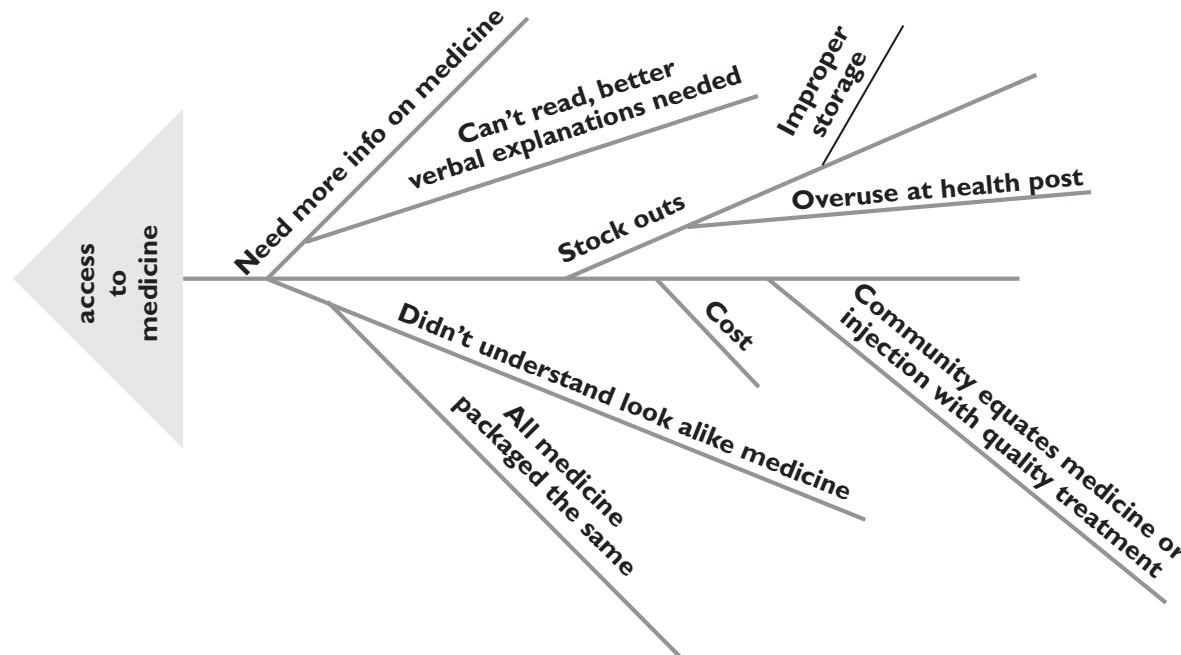 access
to
medicine
Need more info on medicine
Can’t read, better
verbal explanations needed
Stock outs
Improper
storage
Overuse at health post
Didn’t understand look alike medicine
All medicine
packaged the same
Cost
Community equates medicine or
injection with quality treatment